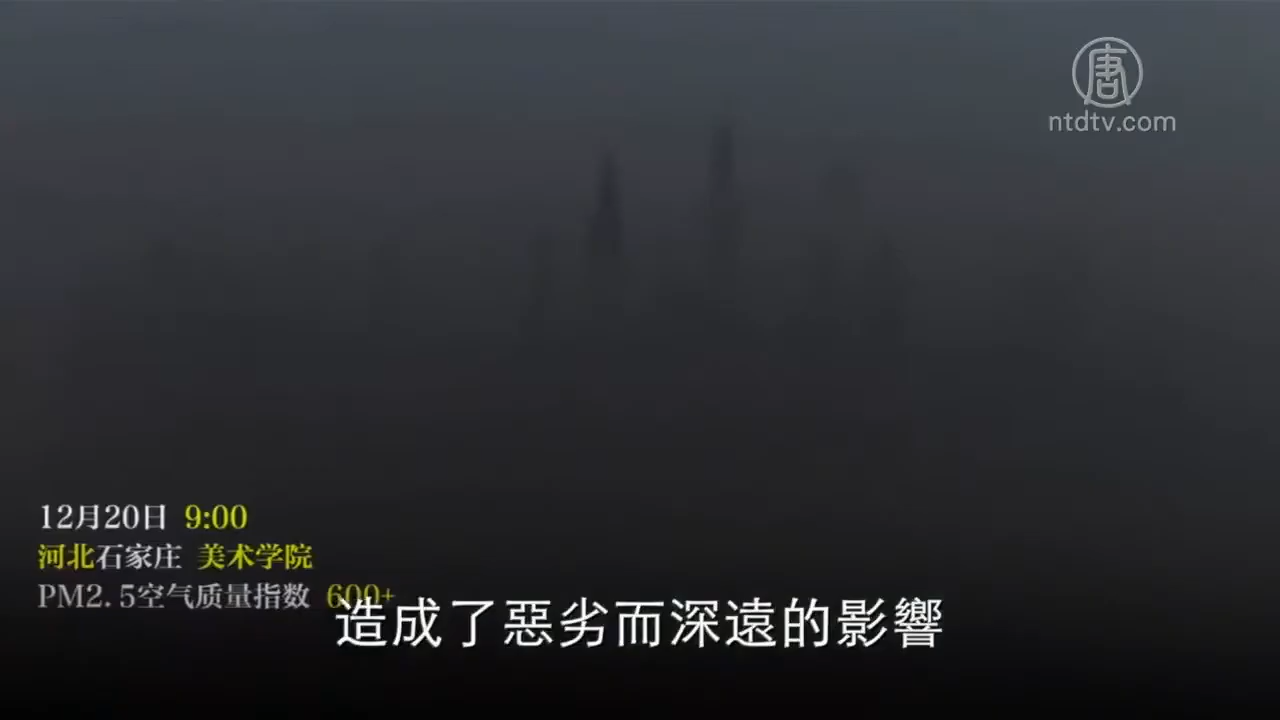 唐
ntdtv.com
12月20日 9:00
河北石家庄 美术学院
PM2.5空气质量指数 600+
造成了惡劣而深遠的影響